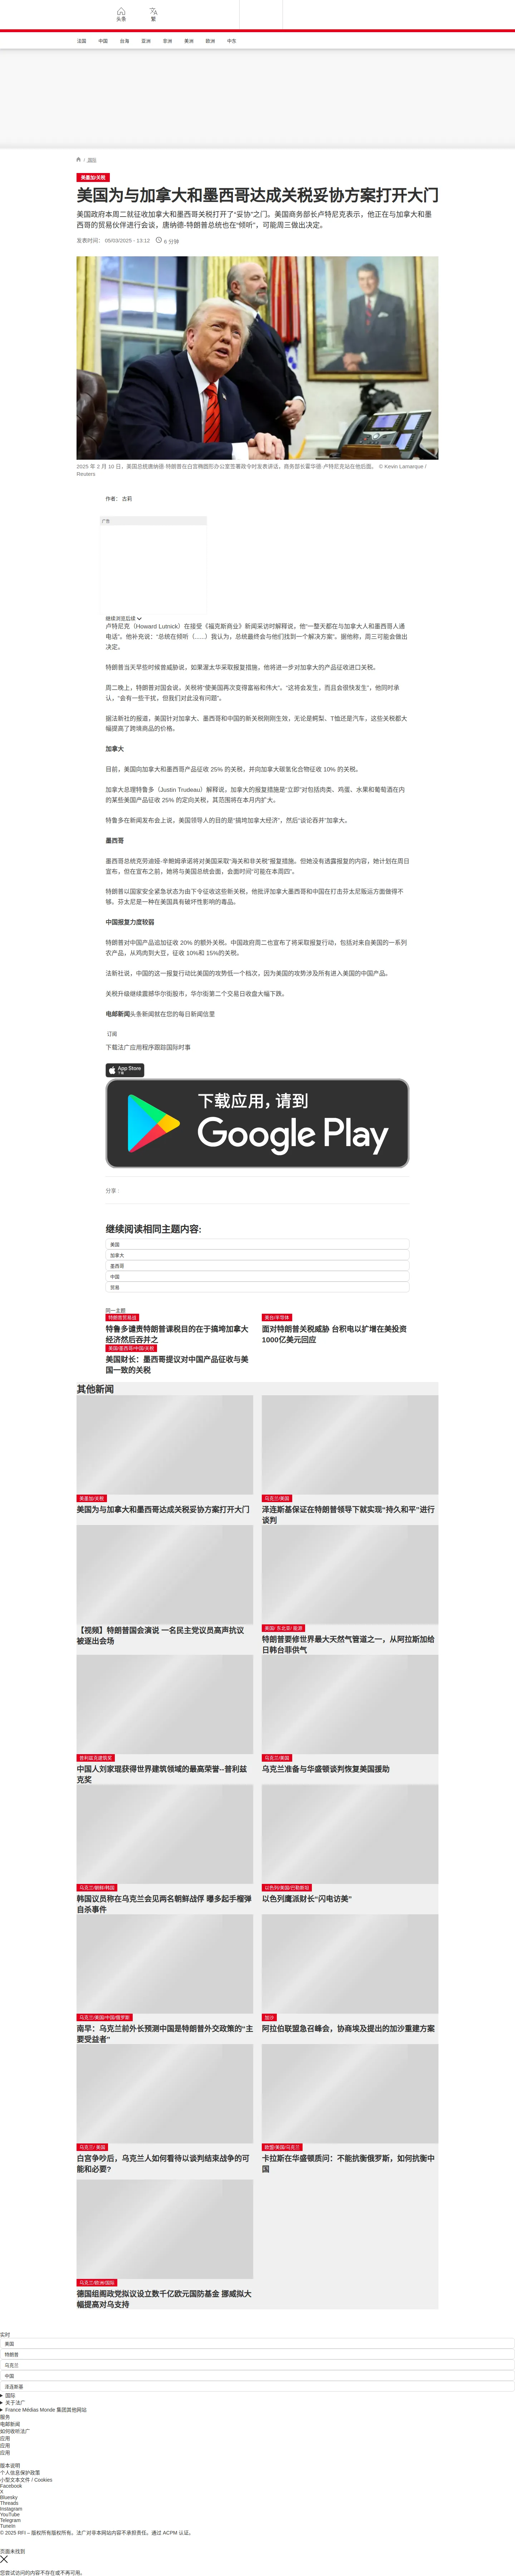 头条
繁
法国 中国 台海 亚洲 非洲 美洲 欧洲 中东
/ 国际
美墨加/关税
美国为与加拿大和墨西哥达成关税妥协方案打开大门
美国政府本周二就征收加拿大和墨西哥关税打开了“妥协”之门。美国商务部长卢特尼克表示，他正在与加拿大和墨
西哥的贸易伙伴进行会谈，唐纳德-特朗普总统也在“倾听”，可能周三做出决定。
发表时间： 05/03/2025 - 13:12 6 分钟
2025 年 2 月 10 日，美国总统唐纳德·特朗普在白宫椭圆形办公室签署政令时发表讲话，商务部长霍华德·卢特尼克站在他后面。 © Kevin Lamarque /
Reuters
作者： 古莉
广告
继续浏览后续
卢特尼克（Howard Lutnick）在接受《福克斯商业》新闻采访时解释说，他“一整天都在与加拿大人和墨西哥人通
电话”。他补充说：“总统在倾听（......）我认为，总统最终会与他们找到一个解决方案”。据他称，周三可能会做出
决定。
特朗普当天早些时候曾威胁说，如果渥太华采取报复措施，他将进一步对加拿大的产品征收进口关税。
周二晚上，特朗普对国会说，关税将“使美国再次变得富裕和伟大”。“这将会发生，而且会很快发生”，他同时承
认，“会有一些干扰，但我们对此没有问题”。
据法新社的报道，美国针对加拿大、墨西哥和中国的新关税刚刚生效，无论是鳄梨、T恤还是汽车，这些关税都大
幅提高了跨境商品的价格。
加拿大
目前，美国向加拿大和墨西哥产品征收 25% 的关税，并向加拿大碳氢化合物征收 10% 的关税。
加拿大总理特鲁多（Justin Trudeau）解释说，加拿大的报复措施是“立即”对包括肉类、鸡蛋、水果和葡萄酒在内
的某些美国产品征收 25% 的定向关税，其范围将在本月内扩大。
特鲁多在新闻发布会上说，美国领导人的目的是“搞垮加拿大经济”，然后“谈论吞并”加拿大。
墨西哥
墨西哥总统克劳迪娅-辛朝姆承诺将对美国采取“海关和非关税”报复措施。但她没有透露报复的内容，她计划在周日
宣布，但在宣布之前，她将与美国总统会面，会面时间“可能在本周四”。
特朗普以国家安全紧急状态为由下令征收这些新关税，他批评加拿大墨西哥和中国在打击芬太尼贩运方面做得不
够。芬太尼是一种在美国具有破坏性影响的毒品。
中国报复力度较弱
特朗普对中国产品追加征收 20% 的额外关税。中国政府周二也宣布了将采取报复行动，包括对来自美国的一系列
农产品，从鸡肉到大豆，征收 10%和 15%的关税。
法新社说，中国的这一报复行动比美国的攻势低一个档次，因为美国的攻势涉及所有进入美国的中国产品。
关税升级继续震撼华尔街股市，华尔街第二个交易日收盘大幅下跌。
电邮新闻头条新闻就在您的每日新闻信里
订阅
下载法广应用程序跟踪国际时事
App Store
下载
下载应用，请到
Google Play
分享 :
继续阅读相同主题内容:
美国
加拿大
墨西哥
中国
贸易
同一主题
特朗普贸易战
特鲁多谴责特朗普课税目的在于搞垮加拿大
经济然后吞并之
美台/半导体
面对特朗普关税威胁 台积电以扩增在美投资
1000亿美元回应
美国/墨西哥/中国/关税
美国财长：墨西哥提议对中国产品征收与美
国一致的关税
其他新闻
美墨加/关税
美国为与加拿大和墨西哥达成关税妥协方案打开大门
乌克兰/美国
泽连斯基保证在特朗普领导下就实现“持久和平”进行
谈判
【视频】特朗普国会演说 一名民主党议员高声抗议
被逐出会场
美国/ 东北亚/ 能源
特朗普要修世界最大天然气管道之一，从阿拉斯加给
日韩台菲供气
普利兹克建筑奖
中国人刘家琨获得世界建筑领域的最高荣誉--普利兹
克奖
乌克兰/美国
乌克兰准备与华盛顿谈判恢复美国援助
乌克兰/朝鲜/韩国
韩国议员称在乌克兰会见两名朝鲜战俘 曝多起手榴弹
自杀事件
以色列/美国/巴勒斯坦
以色列鹰派财长“闪电访美”
乌克兰/美国/中国/俄罗斯
南早：乌克兰前外长预测中国是特朗普外交政策的“主
要受益者”
加沙
阿拉伯联盟急召峰会，协商埃及提出的加沙重建方案
乌克兰/ 美国
白宫争吵后，乌克兰人如何看待以谈判结束战争的可
能和必要?
欧盟/美国/乌克兰
卡拉斯在华盛顿质问：不能抗衡俄罗斯，如何抗衡中
国
乌克兰/欧洲/国际
德国组阁政党拟议设立数千亿欧元国防基金 挪威拟大
幅提高对乌支持
实时
美国
特朗普
乌克兰
中国
泽连斯基
国际
关于法广
France Médias Monde 集团其他网站
服务
电邮新闻
如何收听法广
应用
应用
应用
版本说明
个人信息保护政策
小型文本文件 / Cookies
Facebook
X
Bluesky
Threads
Instagram
YouTube
Telegram
TuneIn
© 2025 RFI – 版权所有版权所有。法广对非本网站内容不承担责任。通过 ACPM 认证。
页面未找到
您尝试访问的内容不存在或不再可用。